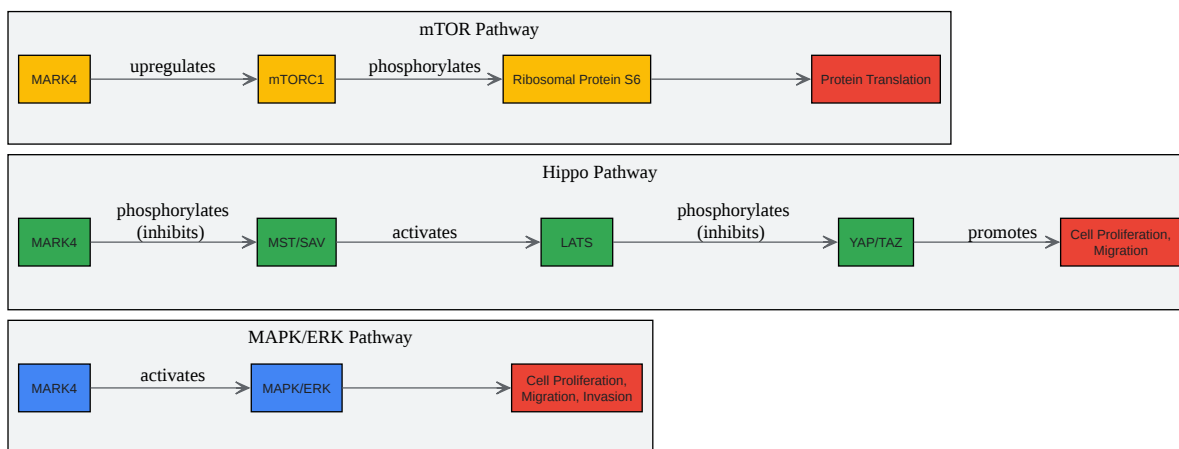 mTOR Pathway
MARK4
upregulates
mTORC1
phosphorylates
Ribosomal Protein S6
Protein Translation
Hippo Pathway
MARK4
phosphorylates
(inhibits)
MST/SAV
activates
LATS
phosphorylates
(inhibits)
YAP/TAZ
promotes
Cell Proliferation,
Migration
MAPK/ERK Pathway
MARK4
activates
MAPK/ERK
Cell Proliferation,
Migration, Invasion